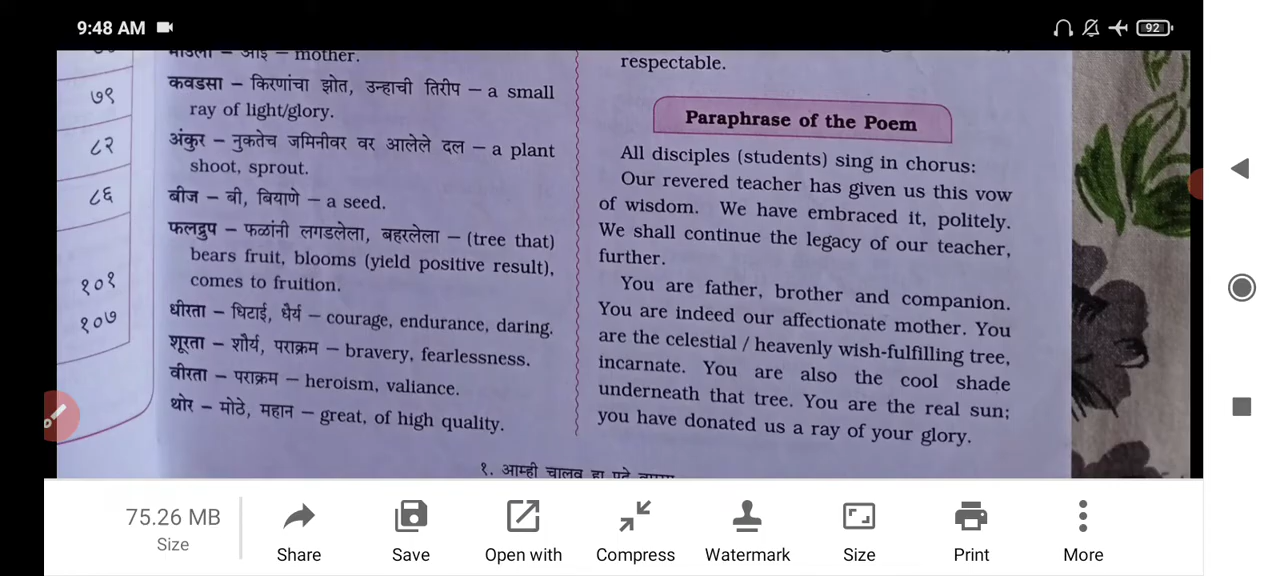 9:48 AM
92
७९
८२
८६
१०१
१०७
माउली – आई – mother.
कवडसा – किरणांचा झोत, उन्हाची तिरीप – a small
ray of light/glory.
अंकुर – नुकतेच जमिनीवर वर आलेले दल – a plant
shoot, sprout.
बीज – बी, बियाणे – a seed.
फलद्रुप – फळांनी लगडलेला, बहरलेला – (tree that)
bears fruit, blooms (yield positive result),
comes to fruition.
धीरता – धिटाई, धैर्य – courage, endurance, daring.
शूरता – शौर्य, पराक्रम – bravery, fearlessness.
वीरता – पराक्रम – heroism, valiance.
थोर – मोठे, महान – great, of high quality.
respectable.
Paraphrase of the Poem
All disciples (students) sing in chorus:
Our revered teacher has given us this vow
of wisdom. We have embraced it, politely.
We shall continue the legacy of our teacher,
further.
You are father, brother and companion.
You are indeed our affectionate mother. You
are the celestial / heavenly wish-fulfilling tree,
incarnate. You are also the cool shade
underneath that tree. You are the real sun;
you have donated us a ray of your glory.
१. आम्ही चालव हा पुढे वारसा
75.26 MB
Size
Share
Save
Open with
Compress
Watermark
Size
Print
More